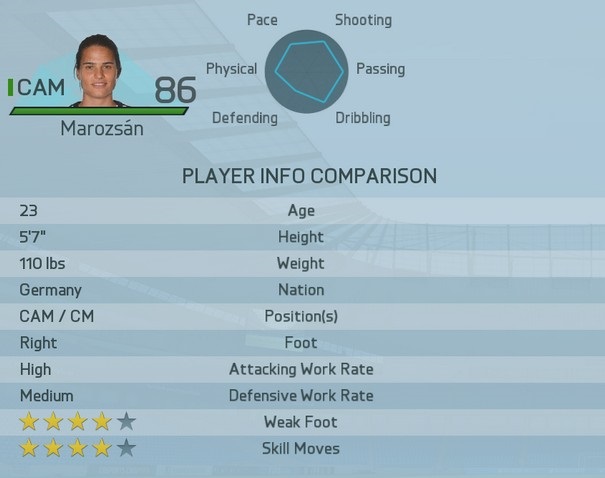 Pace Shooting
CAM 86 Physical Passing
Defending Dribbling
Marozsán
PLAYER INFO COMPARISON
23 Age
5'7" Height
110 lbs Weight
Germany Nation
CAM / CM Position(s)
Right Foot
High Attacking Work Rate
Medium Defensive Work Rate
Weak Foot
Skill Moves